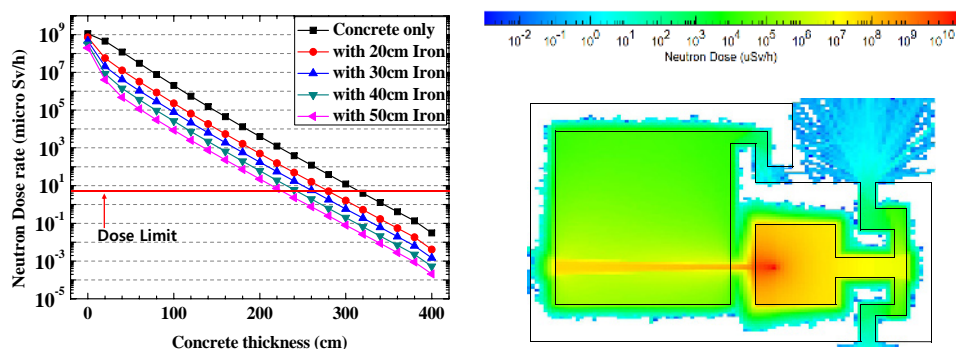 10^9
10^7
10^5
10^3
10^1
10^-1
10^-3
10^-5
Neutron Dose rate (micro Sv/h)
Concrete only
with 20cm Iron
with 30cm Iron
with 40cm Iron
with 50cm Iron
Dose Limit
0 100 200 300 400
Concrete thickness (cm)
10^-2 10^-1 10^0 10^1 10^2 10^3 10^4 10^5 10^6 10^7 10^8 10^9 10^10
Neutron Dose (uSv/h)